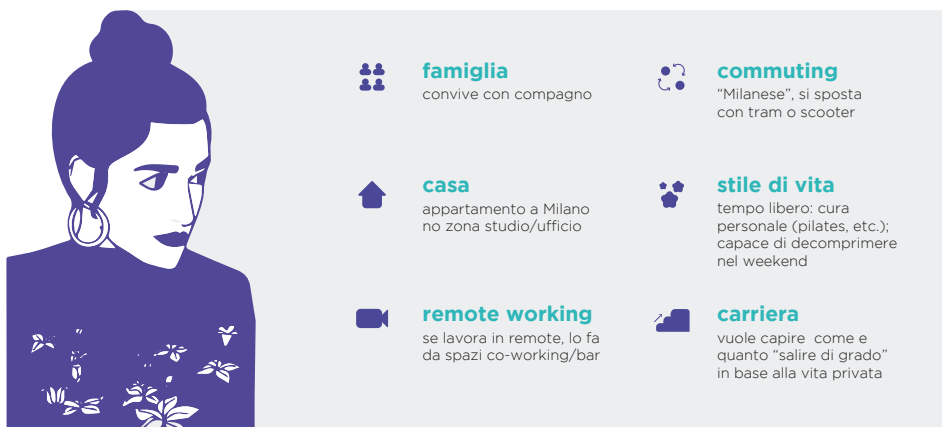 famiglia
convive con compagno
commuting
“Milanese”, si sposta
con tram o scooter
casa
appartamento a Milano
no zona studio/ufficio
stile di vita
tempo libero: cura
personale (pilates, etc.);
capace di decomprimere
nel weekend
remote working
se lavora in remote, lo fa
da spazi co-working/bar
carriera
vuole capire  come e
quanto “salire di grado”
in base alla vita privata